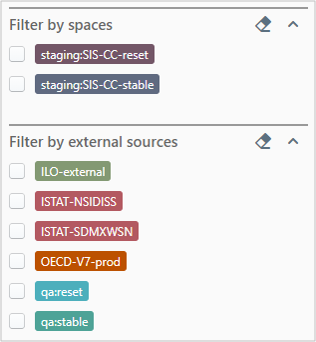 Filter by spaces
staging:SIS-CC-reset
staging:SIS-CC-stable
Filter by external sources
ILO-external
ISTAT-NSIDISS
ISTAT-SDMXWSN
OECD-V7-prod
qa:reset
qa:stable